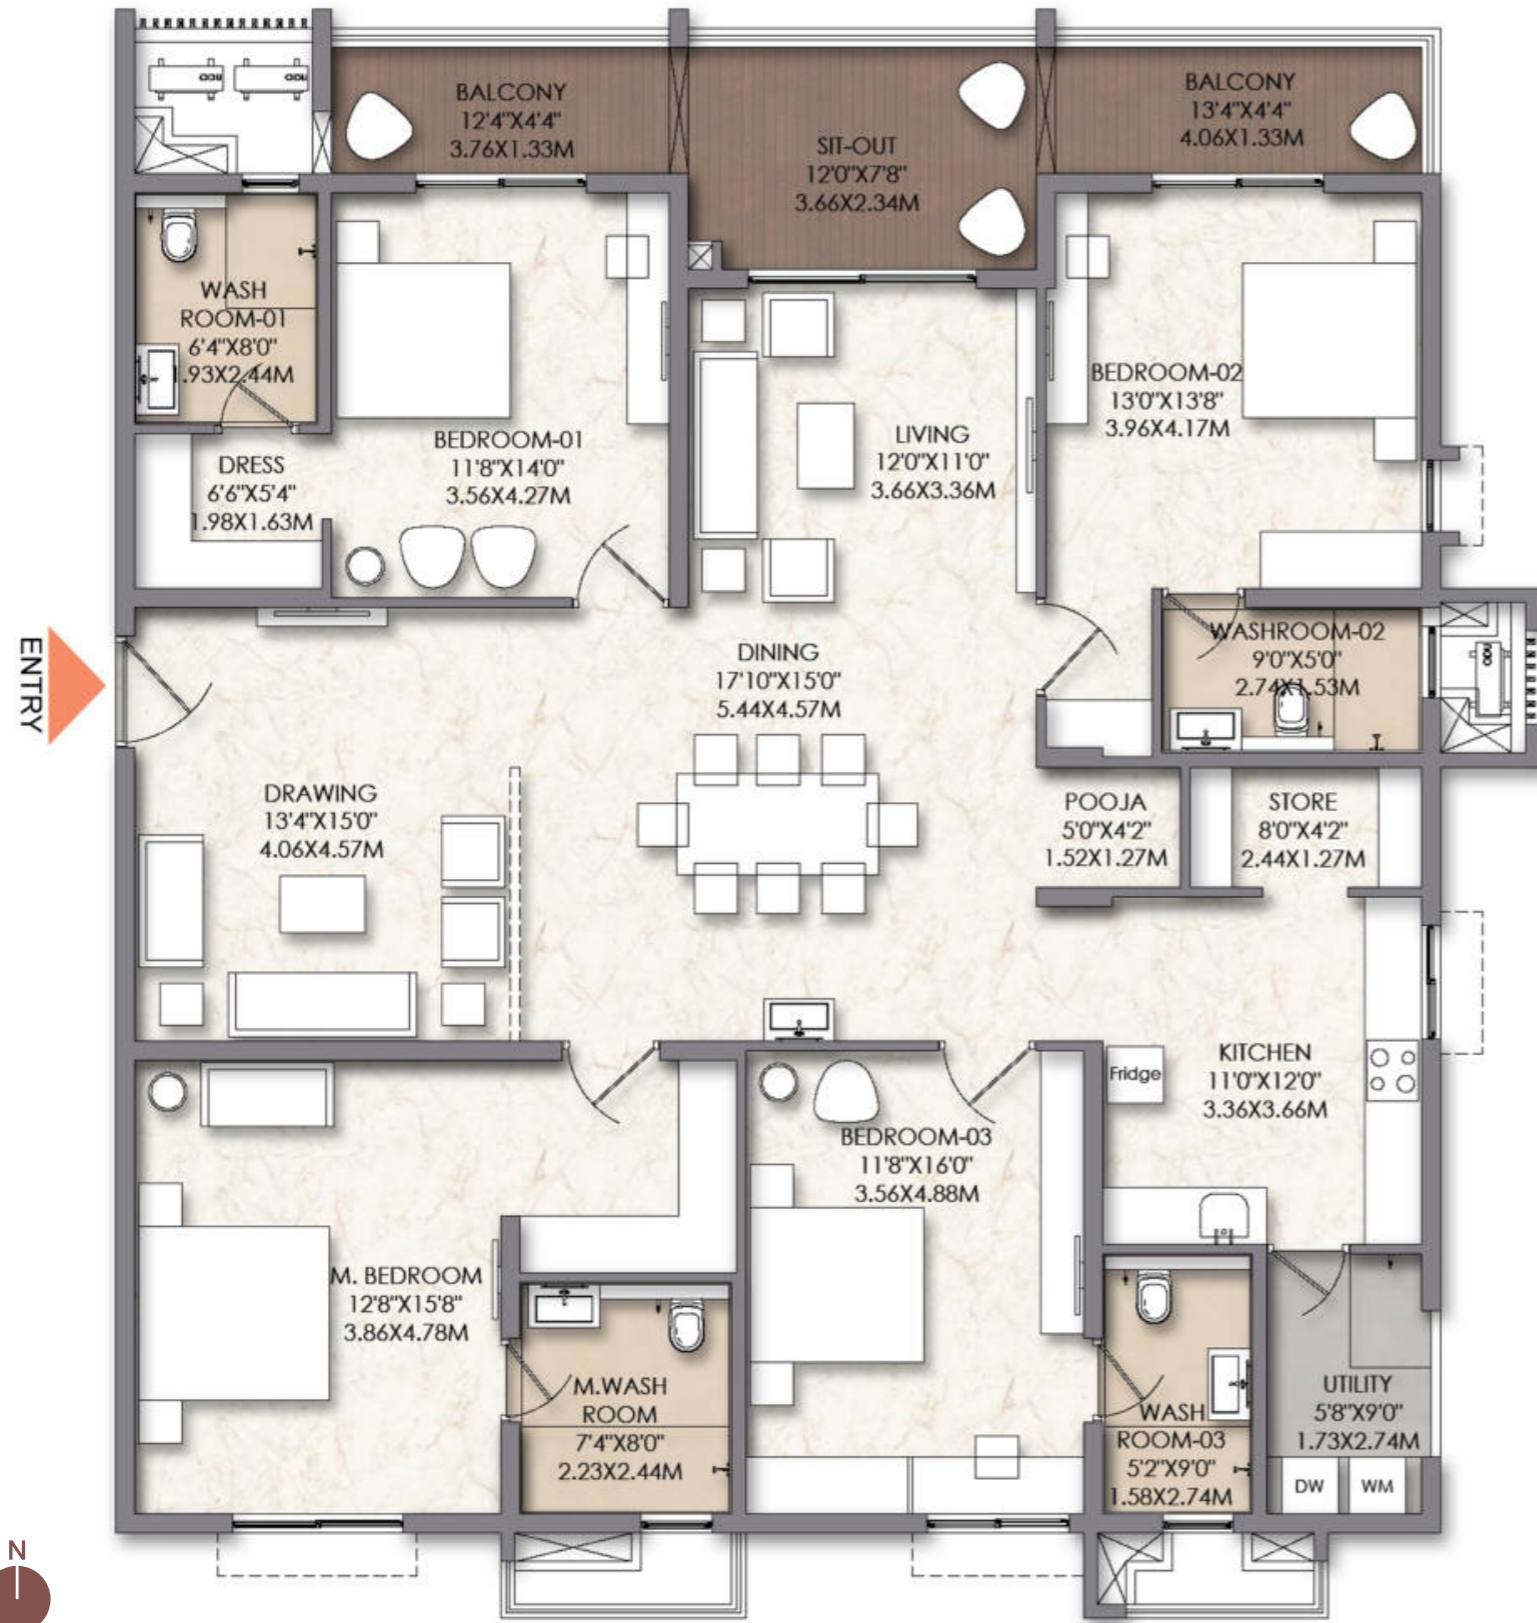 BALCONY
12'4"X4'4"
3.76X1.33M
SIT-OUT
12'0"X7'8"
3.66X2.34M
BALCONY
13'4"X4'4"
4.06X1.33M
WASH
ROOM-01
6'4"X8'0"
.93X2.44M
BEDROOM-01
11'8"X14'0"
3.56X4.27M
DRESS
6'6"X5'4"
1.98X1.63M
LIVING
12'0"X11'0"
3.66X3.36M
BEDROOM-02
13'0"X13'8"
3.96X4.17M
ENTRY
DINING
17'10"X15'0"
5.44X4.57M
WASHROOM-02
9'0"X5'0"
2.74X1.53M
DRAWING
13'4"X15'0"
4.06X4.57M
POOJA
5'0"X4'2"
1.52X1.27M
STORE
8'0"X4'2"
2.44X1.27M
KITCHEN
11'0"X12'0"
3.36X3.66M
Fridge
BEDROOM-03
11'8"X16'0"
3.56X4.88M
M. BEDROOM
12'8"X15'8"
3.86X4.78M
M.WASH
ROOM
7'4"X8'0"
2.23X2.44M
WASH
ROOM-03
5'2"X9'0"
1.58X2.74M
UTILITY
5'8"X9'0"
1.73X2.74M
DW
WM
N